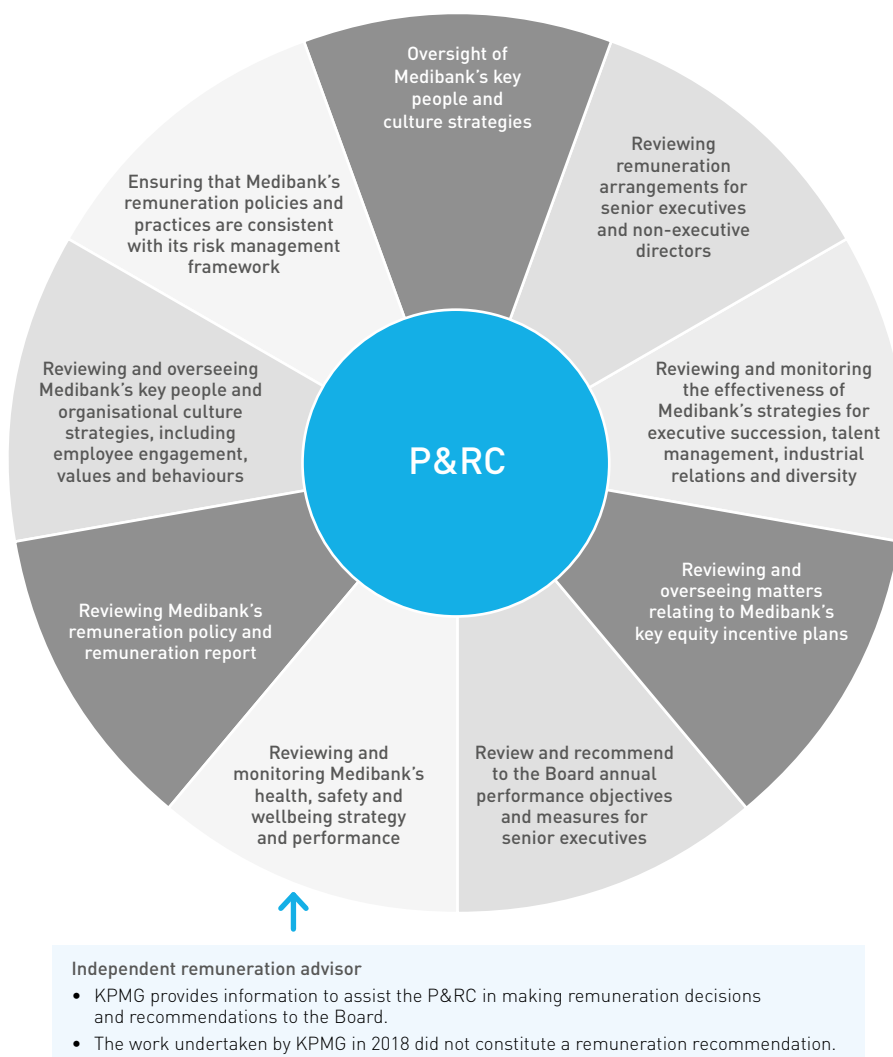 Oversight of
Medibank's key
people and
culture strategies
Reviewing
remuneration
arrangements for
senior executives
and non-executive
directors
Reviewing and monitoring
the effectiveness of
Medibank's strategies for
executive succession, talent
management, industrial
relations and diversity
Reviewing and
overseeing matters
relating to Medibank's
key equity incentive plans
Review and recommend
to the Board annual
performance objectives
and measures for
senior executives
Reviewing and
monitoring Medibank's
health, safety and
wellbeing strategy
and performance
Reviewing Medibank's
remuneration policy and
remuneration report
Reviewing and overseeing
Medibank's key people and
organisational culture
strategies, including
employee engagement,
values and behaviours
Ensuring that Medibank's
remuneration policies and
practices are consistent
with its risk management
framework
P&RC
Independent remuneration advisor
• KPMG provides information to assist the P&RC in making remuneration decisions
and recommendations to the Board.
• The work undertaken by KPMG in 2018 did not constitute a remuneration recommendation.